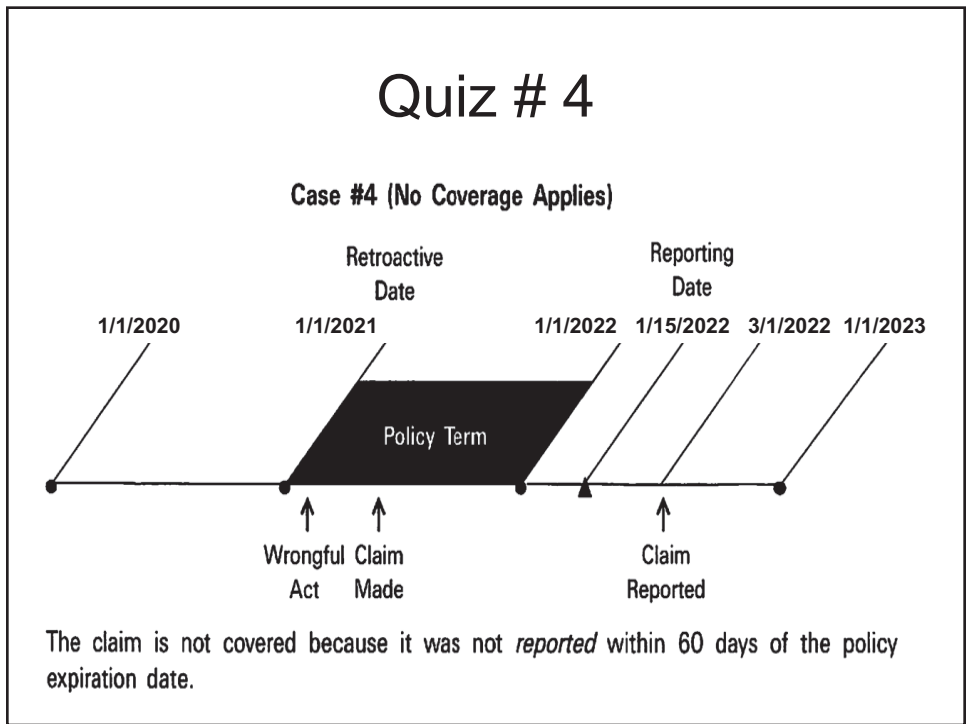 Quiz # 4
Case #4 (No Coverage Applies)
Retroactive
Date
Reporting
Date
1/1/2020
1/1/2021
1/1/2022
1/15/2022
3/1/2022
1/1/2023
Policy Term
Wrongful
Act
Claim
Made
Claim
Reported
The claim is not covered because it was not reported within 60 days of the policy
expiration date.